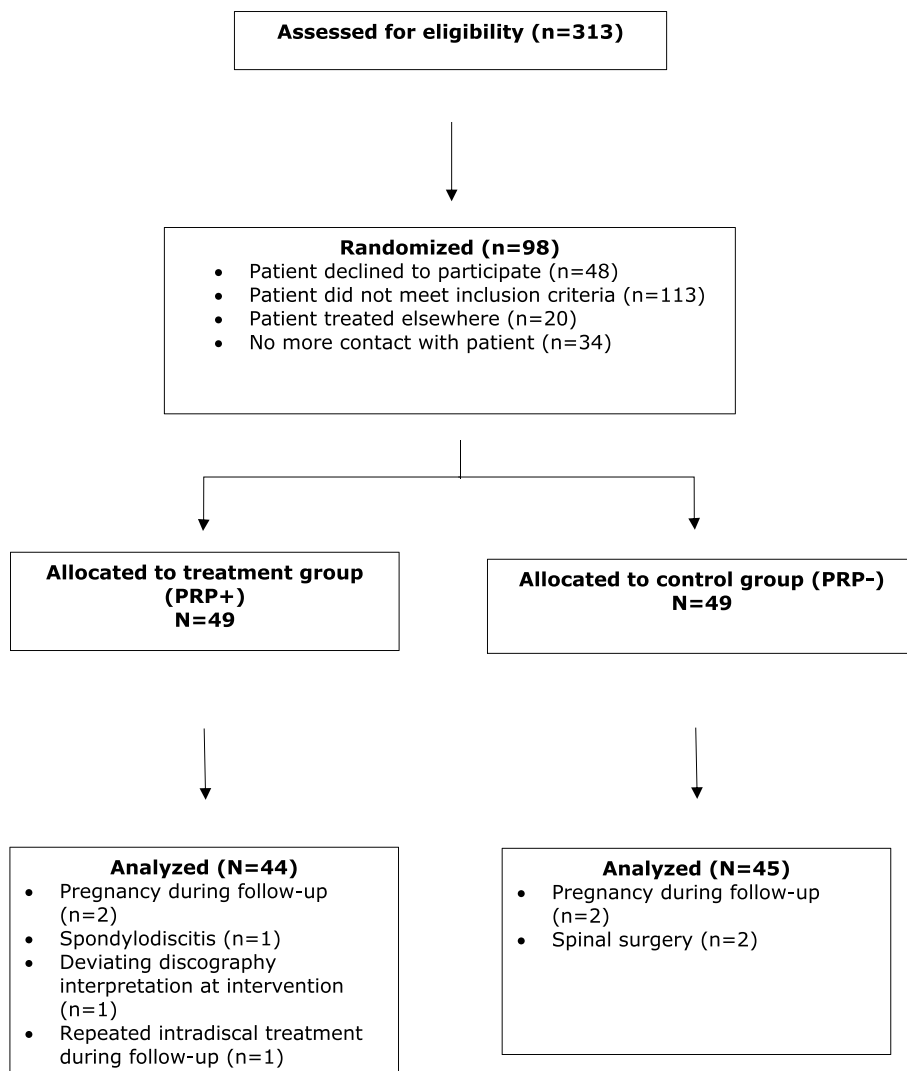 Assessed for eligibility (n=313)
Randomized (n=98)
• Patient declined to participate (n=48)
• Patient did not meet inclusion criteria (n=113)
• Patient treated elsewhere (n=20)
• No more contact with patient (n=34)
Allocated to treatment group
(PRP+)
N=49
Allocated to control group (PRP-)
N=49
Analyzed (N=44)
• Pregnancy during follow-up
(n=2)
• Spondylodiscitis (n=1)
• Deviating discography
interpretation at intervention
(n=1)
• Repeated intradiscal treatment
during follow-up (n=1)
Analyzed (N=45)
• Pregnancy during follow-up
(n=2)
• Spinal surgery (n=2)